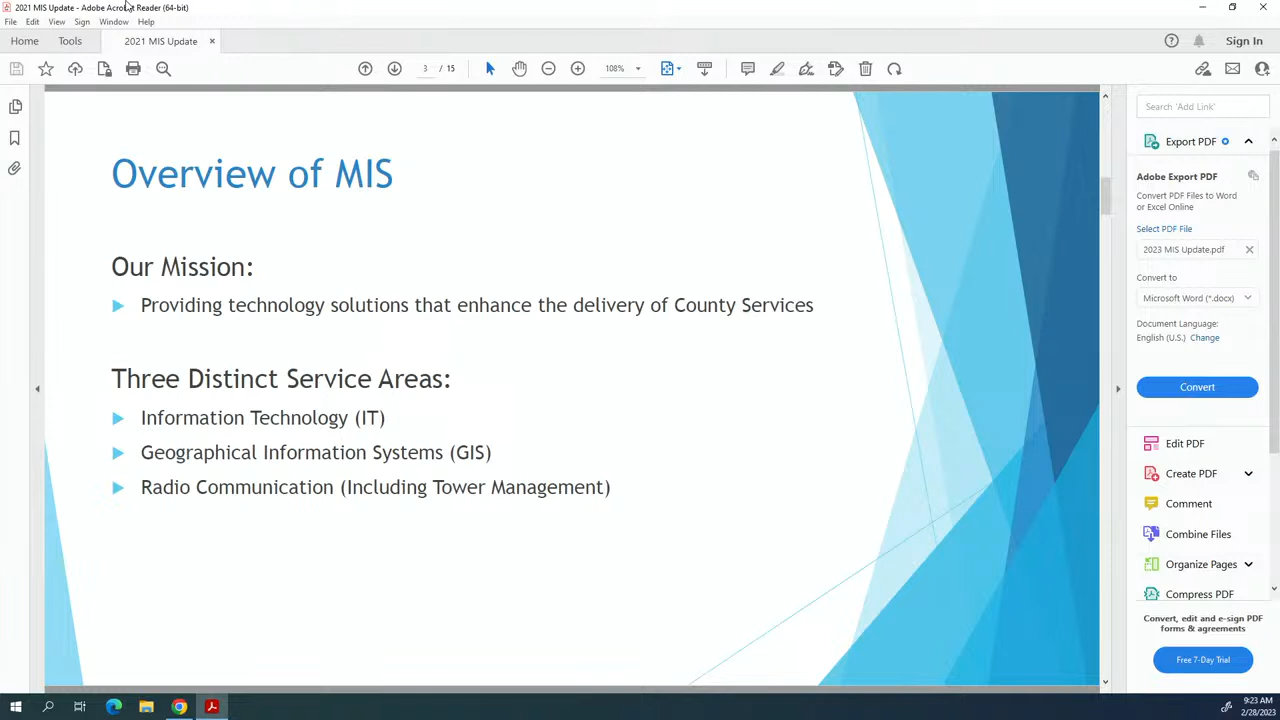 2021 MIS Update - Adobe Acrobat Reader (64-bit)
File Edit View Sign Window Help
Home Tools 2021 MIS Update Sign In
3 / 15 108%
Search 'Add Link'
Export PDF
Adobe Export PDF
Convert PDF Files to Word
or Excel Online
Select PDF File
2023 MIS Update.pdf
Convert to
Microsoft Word (*.docx)
Document Language:
English (U.S.) Change
Convert
Edit PDF
Create PDF
Comment
Combine Files
Organize Pages
Compress PDF
Convert, edit and e-sign PDF
forms & agreements
Free 7-Day Trial
Overview of MIS
Our Mission:
Providing technology solutions that enhance the delivery of County Services
Three Distinct Service Areas:
Information Technology (IT)
Geographical Information Systems (GIS)
Radio Communication (Including Tower Management)
9:23 AM
2/28/2023